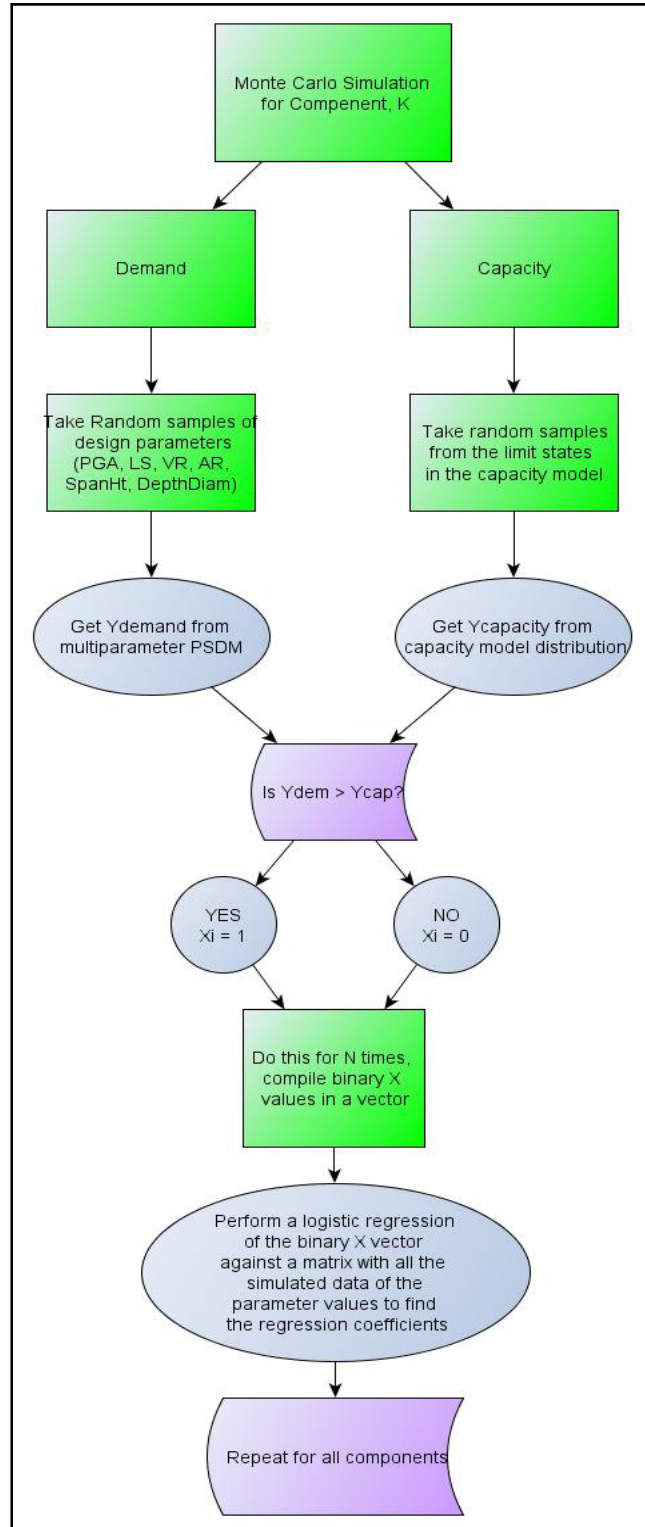 Monte Carlo Simulation
for Compenent, K
Demand
Capacity
Take Random samples of
design parameters
(PGA, LS, VR, AR,
SpanHt, DepthDiam)
Take random samples
from the limit states
in the capacity model
Get Ydemand from
multiparameter PSDM
Get Ycapacity from
capacity model distribution
Is Ydem > Ycap?
YES
Xi = 1
NO
Xi = 0
Do this for N times,
compile binary X
values in a vector
Perform a logistic regression
of the binary X vector
against a matrix with all the
simulated data of the
parameter values to find
the regression coefficients
Repeat for all components